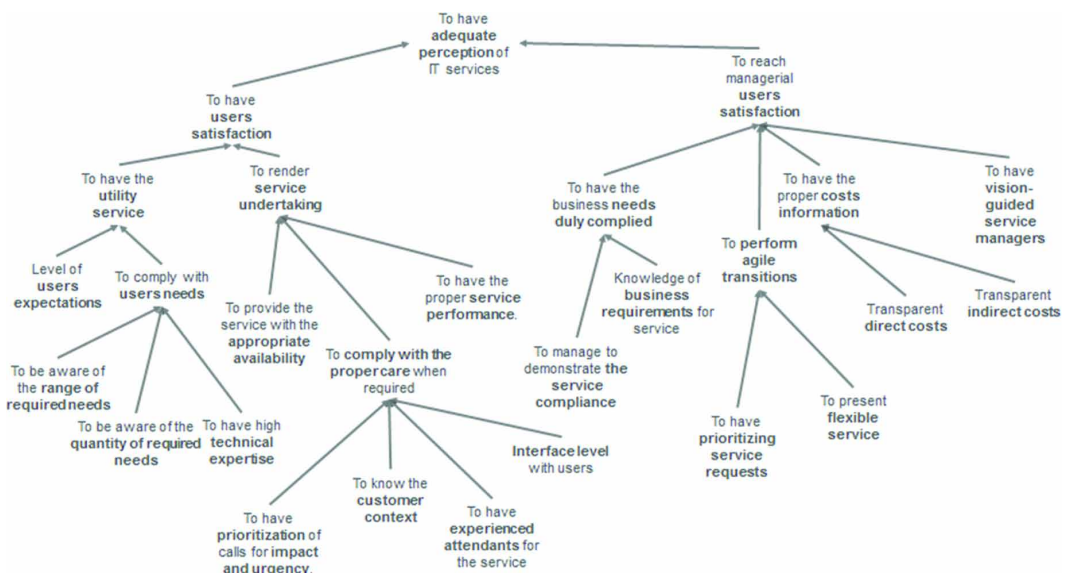 To have
adequate
perception of
IT services
To reach
managerial
users
satisfaction
To have
users
satisfaction
To have the
utility
service
To render
service
undertaking
To have the
business needs
duly complied
To have the
proper costs
information
To have
vision-
guided
service
managers
Level of
users
expectations
To comply with
users needs
To provide the
service with the
appropriate
availability
To have the
proper service
performance.
Knowledge of
business
requirements for
service
To perform
agile
transitions
Transparent
direct costs
Transparent
indirect costs
To be aware of
the range of
required needs
To be aware of the
quantity of required
needs
To have high
technical
expertise
To comply with the
proper care when
required
To manage to
demonstrate the
service
compliance
To have
prioritizing
service
requests
To present
flexible
service
To have
prioritization of
calls for impact
and urgency.
To know the
customer
context
To have
experienced
attendants for
the service
Interface level
with users